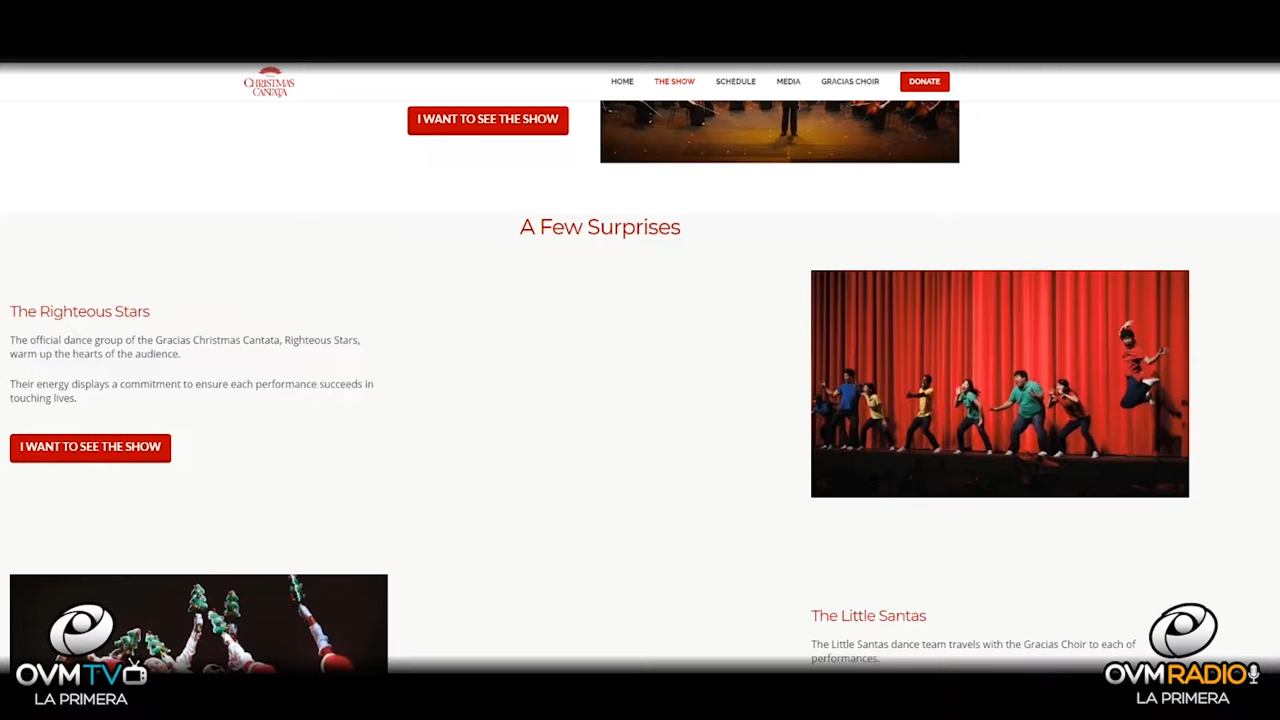 CHRISTMAS
CANTATA
HOME
THE SHOW
SCHEDULE
MEDIA
GRACIAS CHOIR
DONATE
I WANT TO SEE THE SHOW
A Few Surprises
The Righteous Stars
The official dance group of the Gracias Christmas Cantata, Righteous Stars,
warm up the hearts of the audience.
Their energy displays a commitment to ensure each performance succeeds in
touching lives.
I WANT TO SEE THE SHOW
The Little Santas
The Little Santas dance team travels with the Gracias Choir to each of
performances.
OVMTV
LA PRIMERA
OVMRADIO
LA PRIMERA